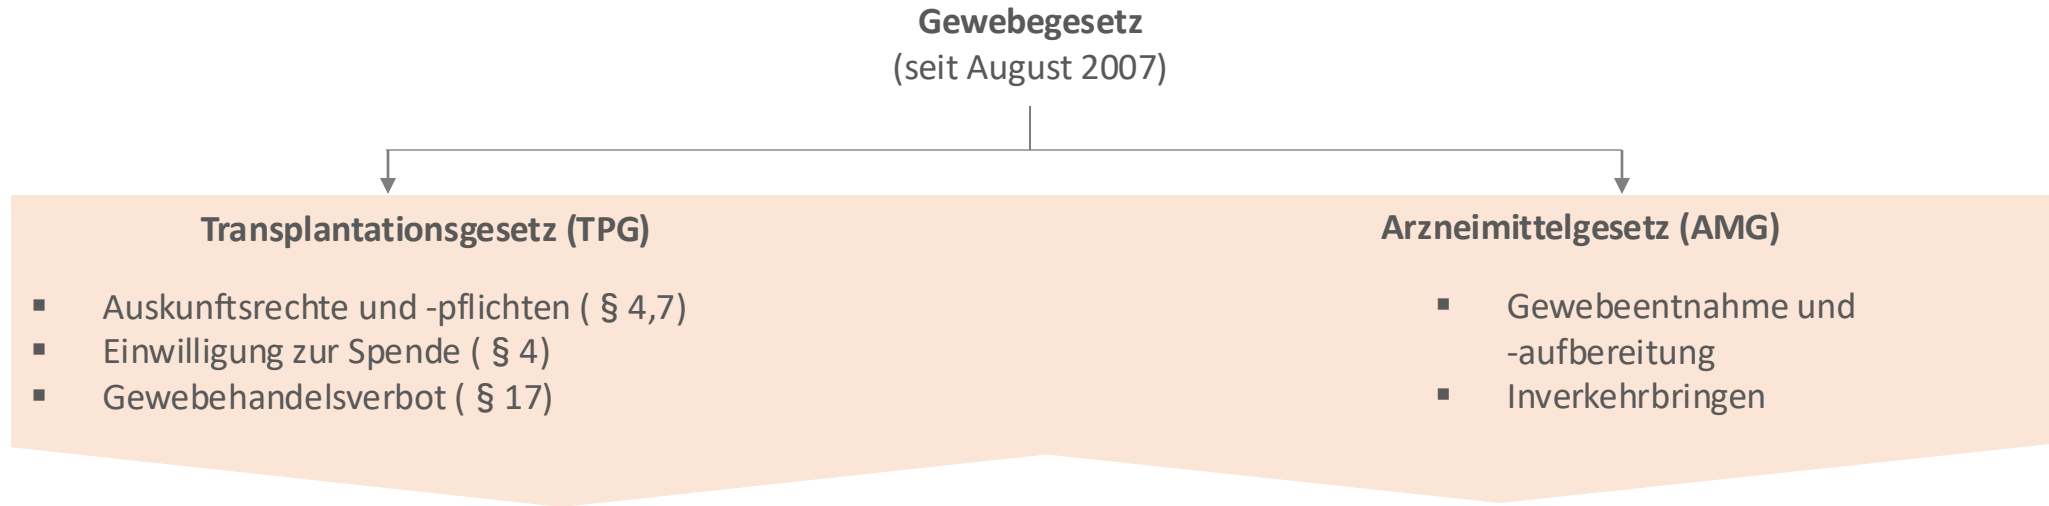 Gewebegesetz
(seit August 2007)
Transplantationsgesetz (TPG)
▪ Auskunftsrechte und -pflichten ( § 4,7)
▪ Einwilligung zur Spende ( § 4)
▪ Gewebehandelsverbot ( § 17)
Arzneimittelgesetz (AMG)
▪ Gewebeentnahme und
-aufbereitung
▪ Inverkehrbringen